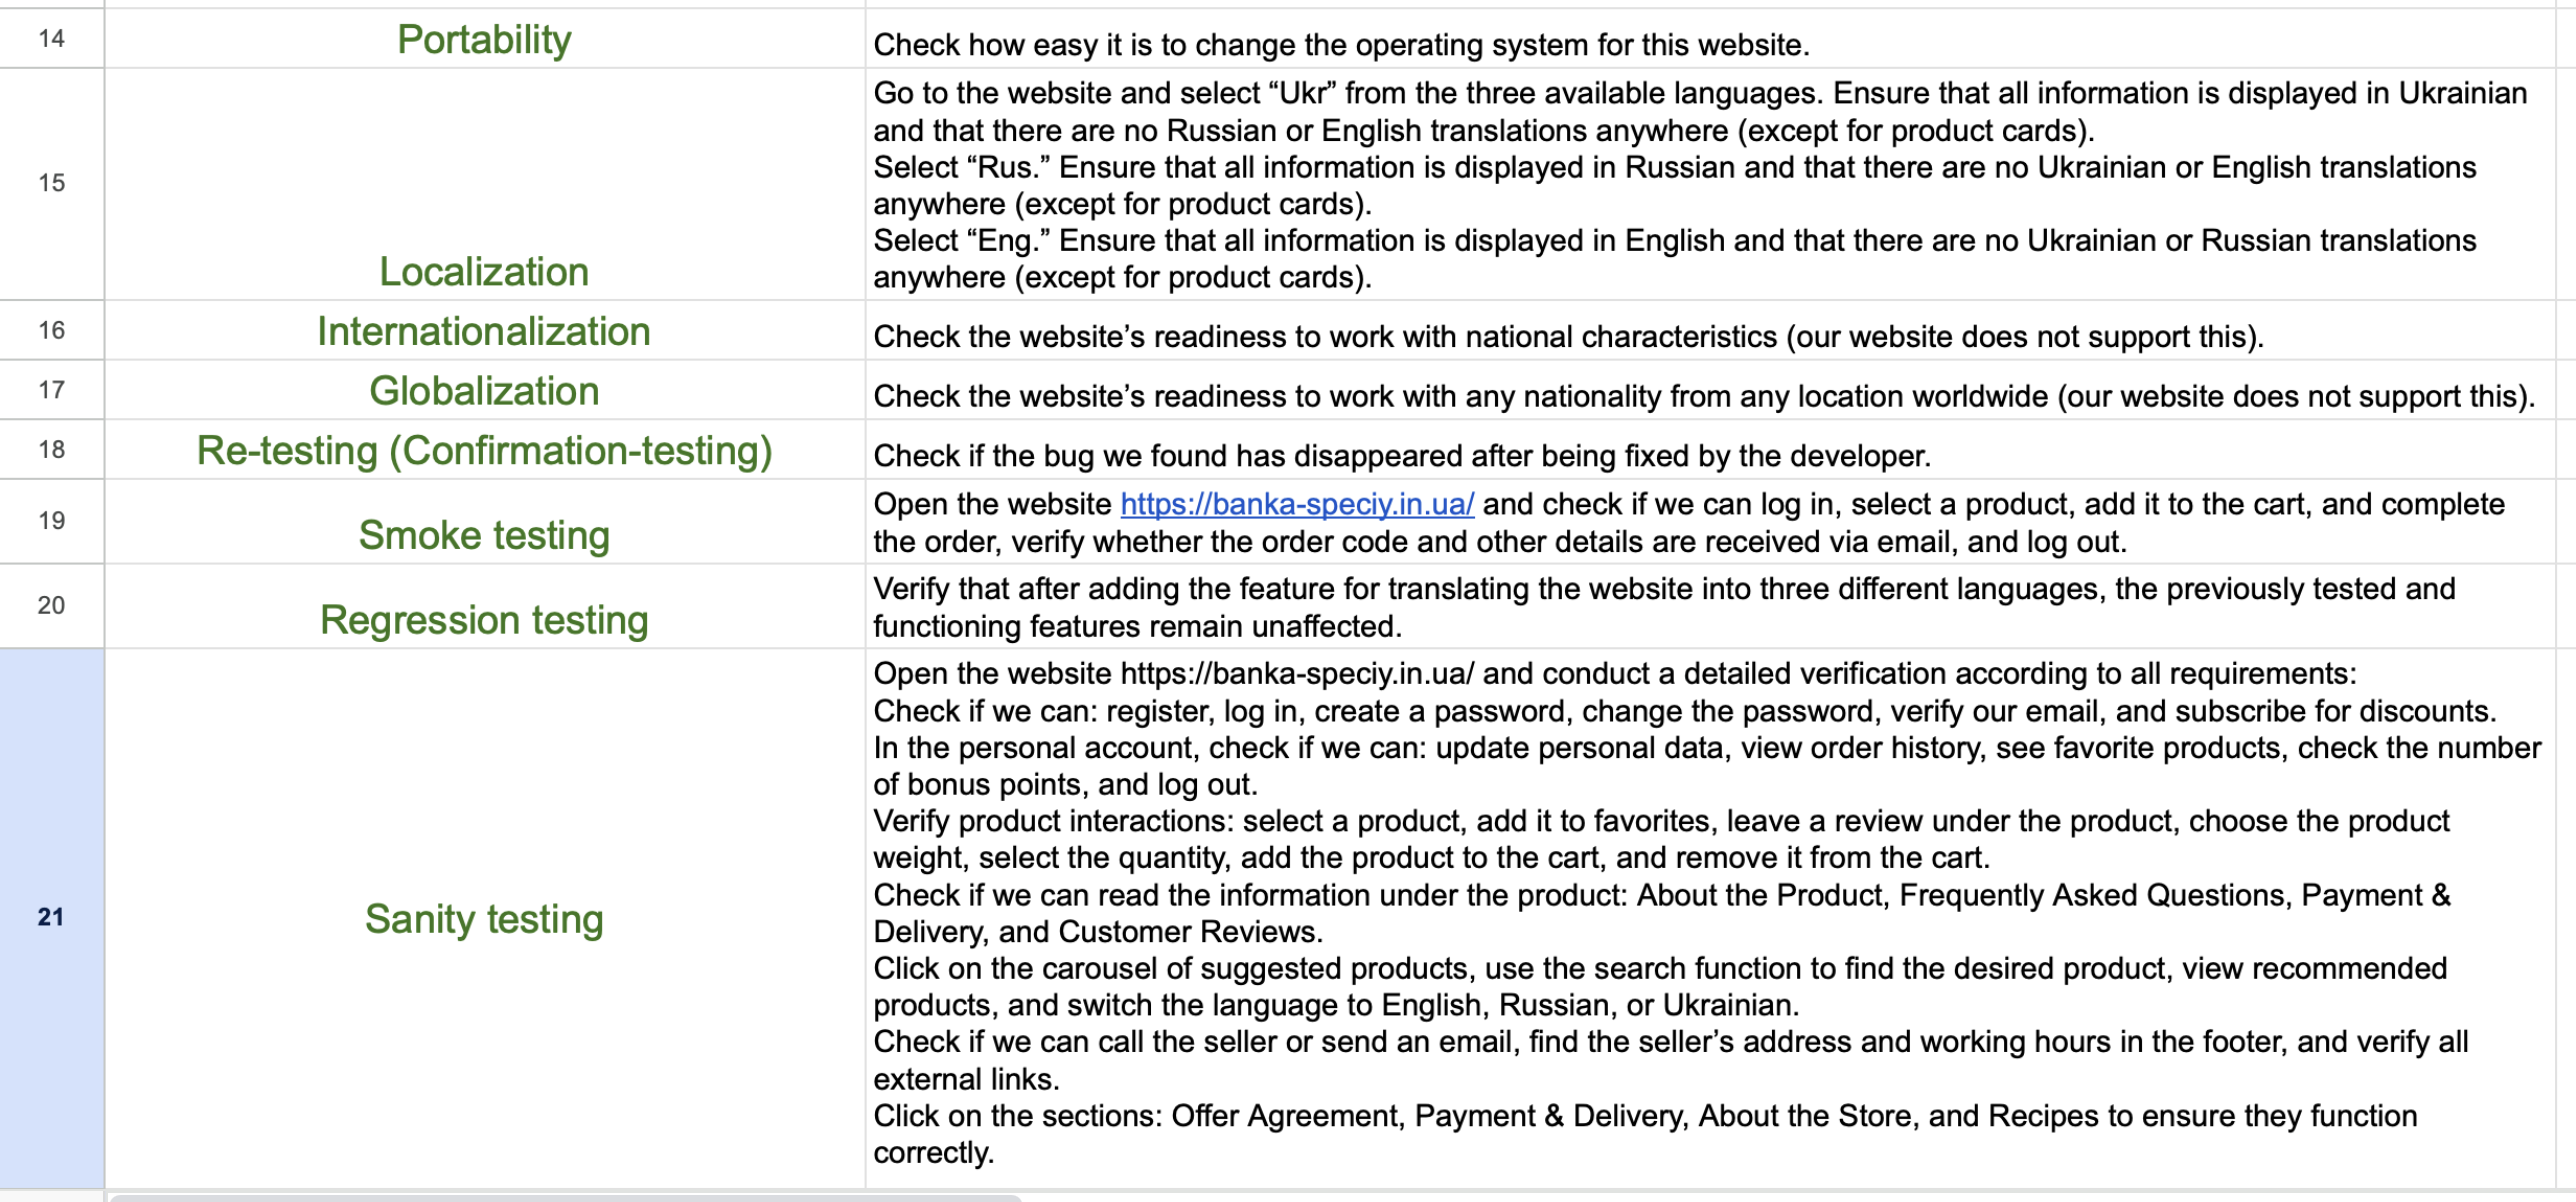 14
Portability
Check how easy it is to change the operating system for this website.
15
Localization
Go to the website and select “Ukr” from the three available languages. Ensure that all information is displayed in Ukrainian
and that there are no Russian or English translations anywhere (except for product cards).
Select “Rus.” Ensure that all information is displayed in Russian and that there are no Ukrainian or English translations
anywhere (except for product cards).
Select “Eng.” Ensure that all information is displayed in English and that there are no Ukrainian or Russian translations
anywhere (except for product cards).
16
Internationalization
Check the website’s readiness to work with national characteristics (our website does not support this).
17
Globalization
Check the website’s readiness to work with any nationality from any location worldwide (our website does not support this).
18
Re-testing (Confirmation-testing)
Check if the bug we found has disappeared after being fixed by the developer.
19
Smoke testing
Open the website https://banka-speciy.in.ua/ and check if we can log in, select a product, add it to the cart, and complete
the order, verify whether the order code and other details are received via email, and log out.
20
Regression testing
Verify that after adding the feature for translating the website into three different languages, the previously tested and
functioning features remain unaffected.
21
Sanity testing
Open the website https://banka-speciy.in.ua/ and conduct a detailed verification according to all requirements:
Check if we can: register, log in, create a password, change the password, verify our email, and subscribe for discounts.
In the personal account, check if we can: update personal data, view order history, see favorite products, check the number
of bonus points, and log out.
Verify product interactions: select a product, add it to favorites, leave a review under the product, choose the product
weight, select the quantity, add the product to the cart, and remove it from the cart.
Check if we can read the information under the product: About the Product, Frequently Asked Questions, Payment &
Delivery, and Customer Reviews.
Click on the carousel of suggested products, use the search function to find the desired product, view recommended
products, and switch the language to English, Russian, or Ukrainian.
Check if we can call the seller or send an email, find the seller’s address and working hours in the footer, and verify all
external links.
Click on the sections: Offer Agreement, Payment & Delivery, About the Store, and Recipes to ensure they function
correctly.